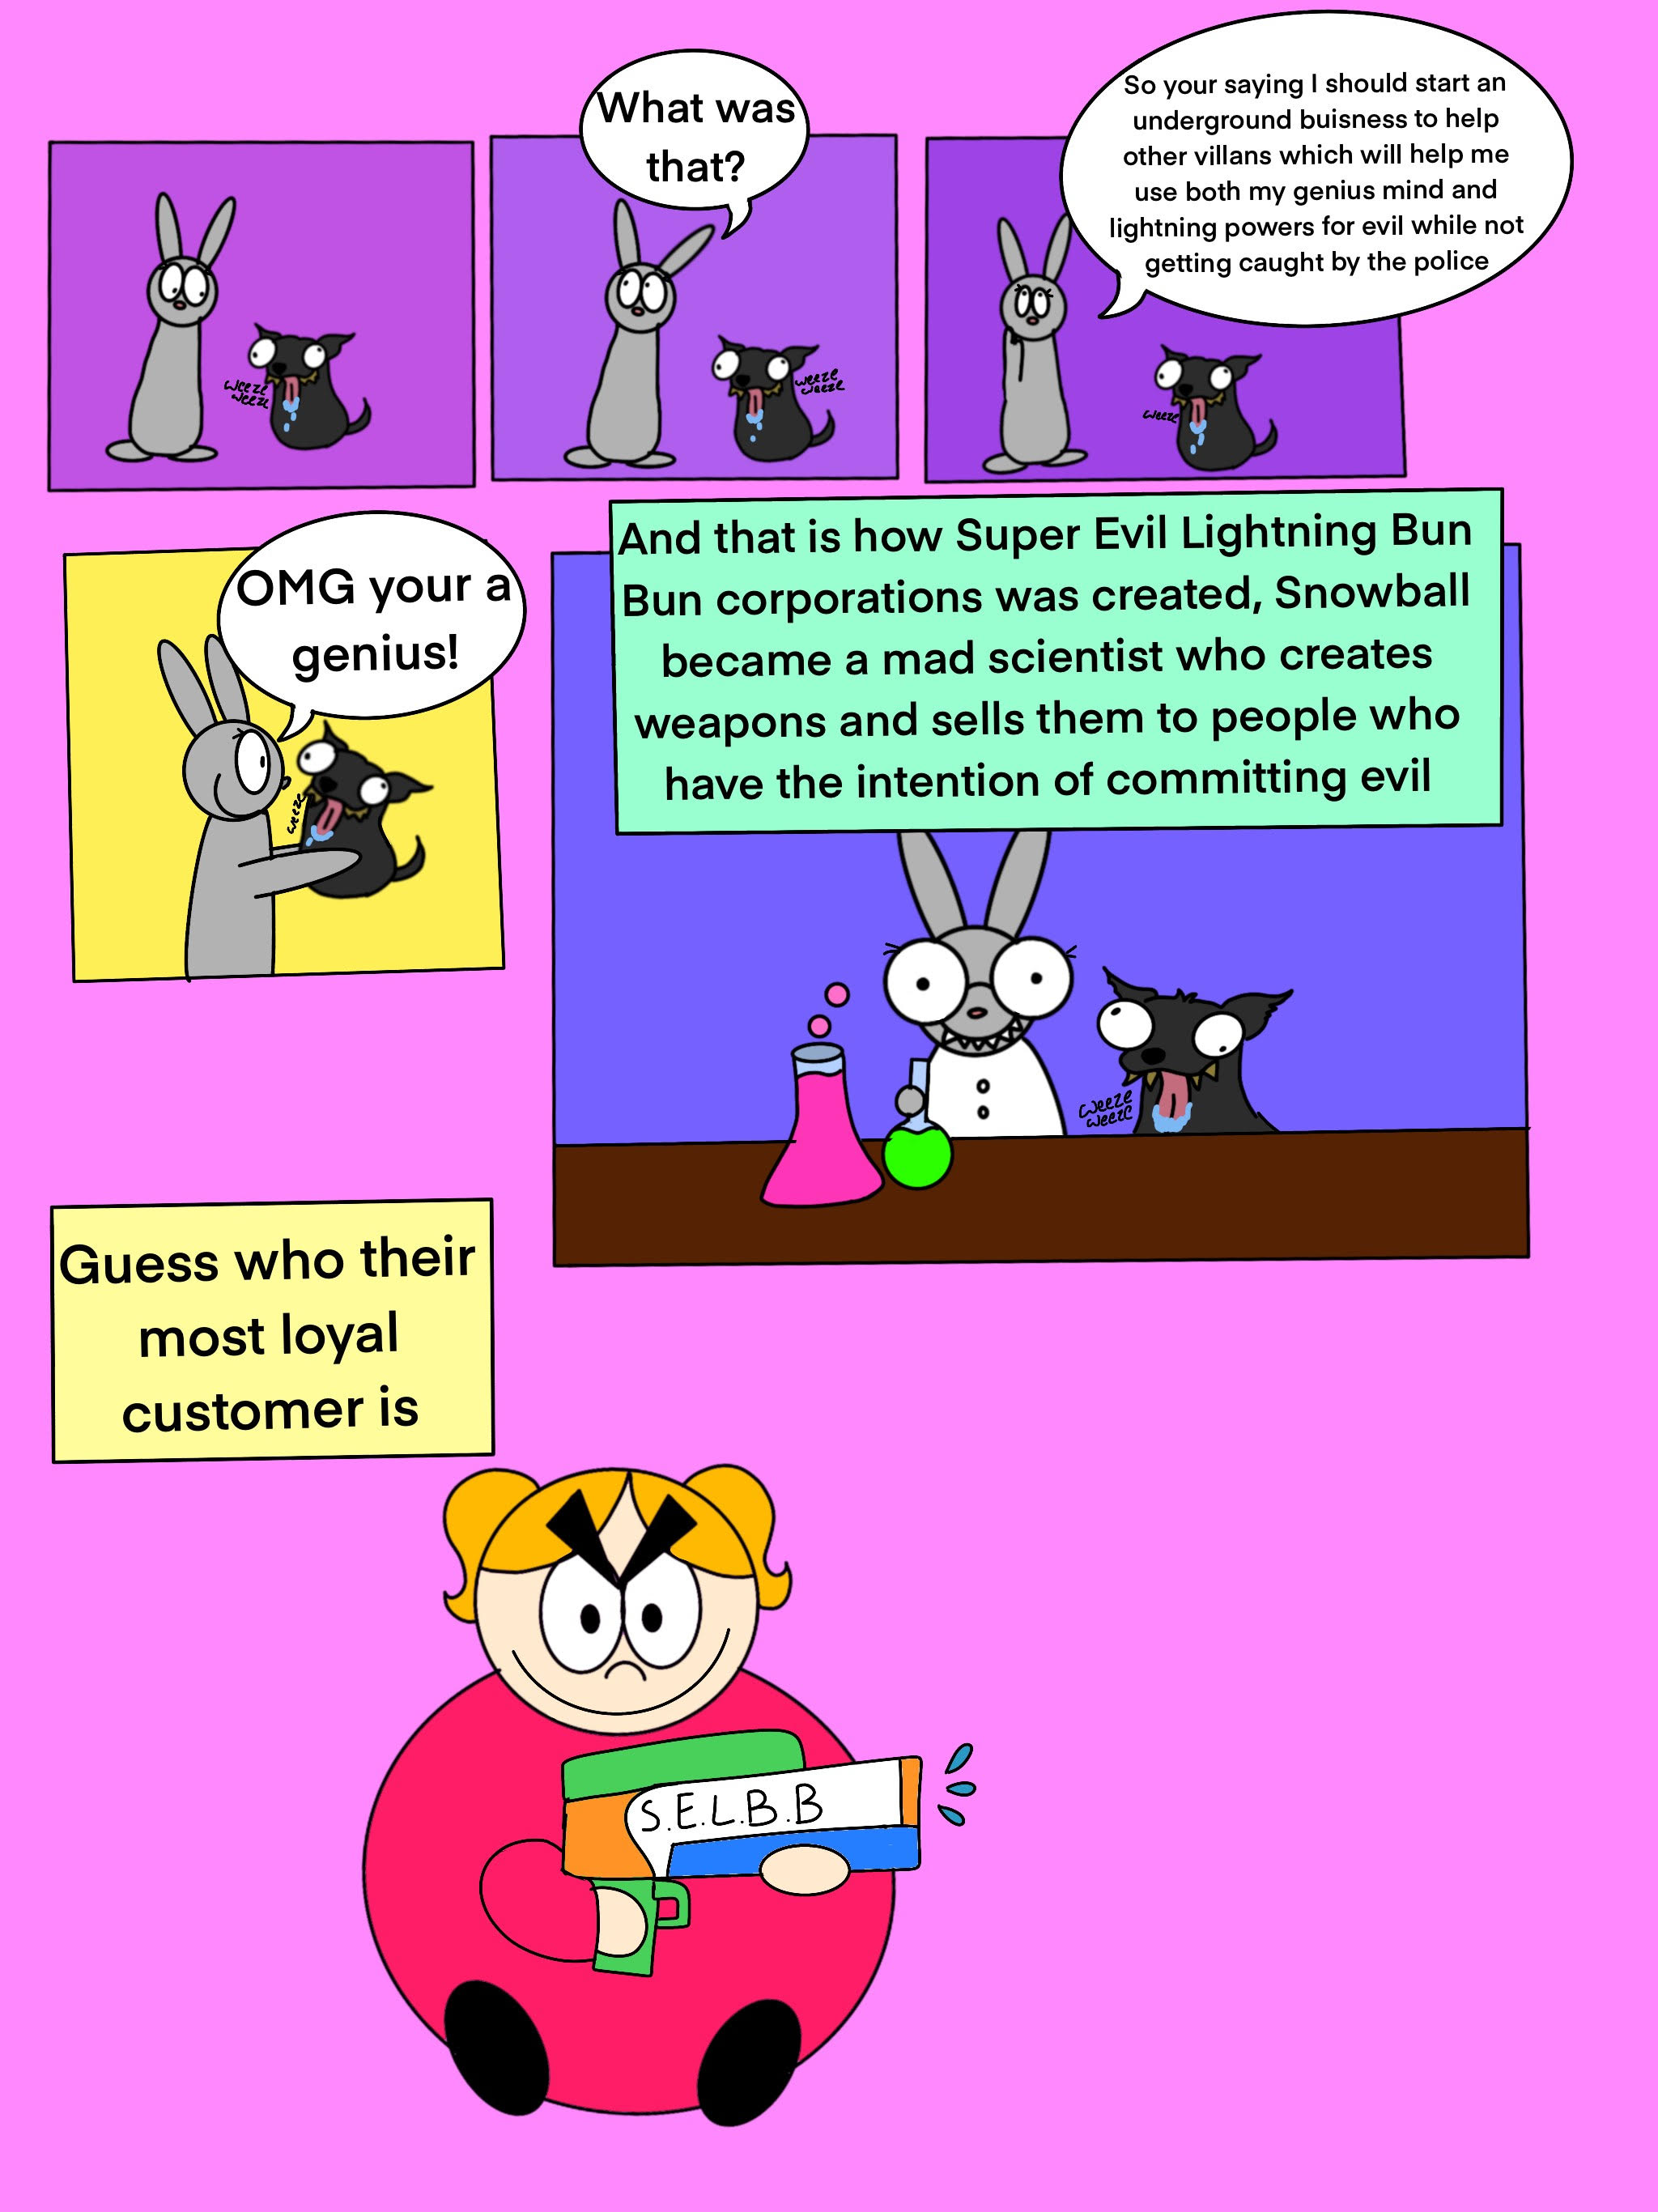 What was
that?
So your saying I should start an
underground buisness to help
other villans which will help me
use both my genius mind and
lightning powers for evil while not
getting caught by the police
weeze
weeze
weeze
weeze
weeze
OMG your a
genius!
weeze
And that is how Super Evil Lightning Bun
Bun corporations was created, Snowball
became a mad scientist who creates
weapons and sells them to people who
have the intention of committing evil
weeze
weeze
Guess who their
most loyal
customer is
S.E.L.B.B